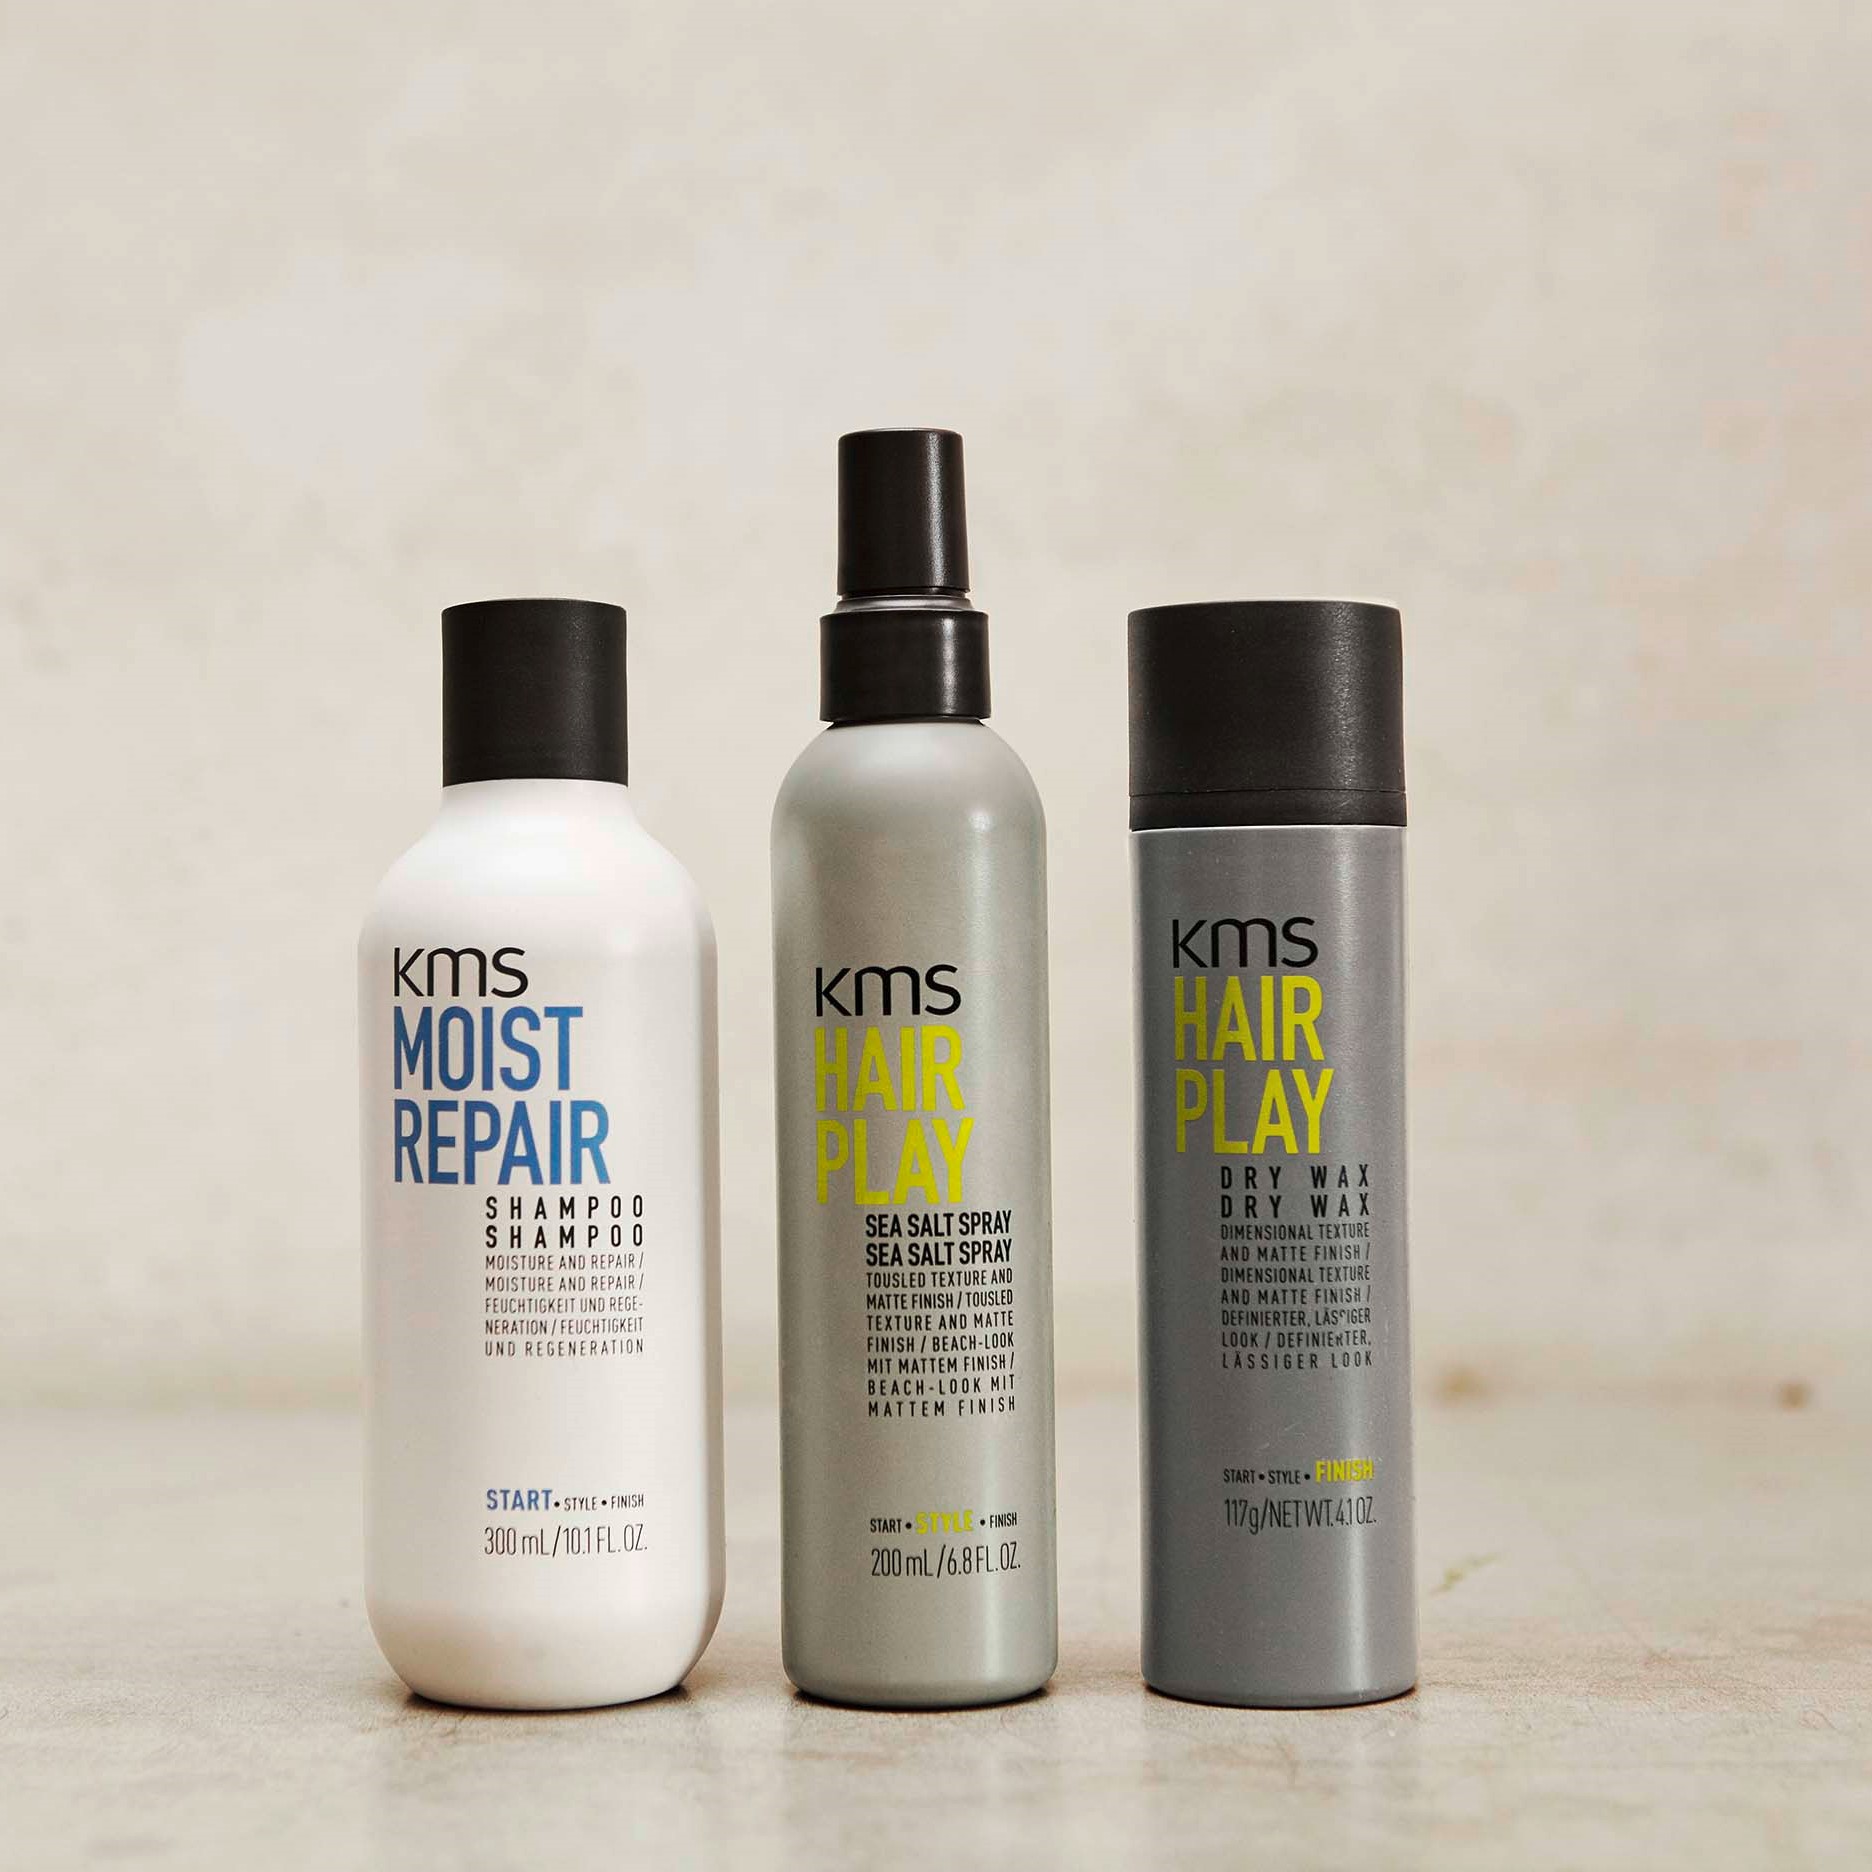 KMS
MOIST
REPAIR
SHAMPOO
SHAMPOO
MOISTURE AND REPAIR /
MOISTURE AND REPAIR /
FEUCHTIGKEIT UND REGE-
NERATION / FEUCHTIGKEIT
UND REGENERATION
START • STYLE • FINISH
300 mL/10.1 FL. OZ.
KMS
HAIR
PLAY
SEA SALT SPRAY
SEA SALT SPRAY
TOUSLED TEXTURE AND
MATTE FINISH / TOUSLED
TEXTURE AND MATTE
FINISH / BEACH-LOOK
MIT MATTEM FINISH /
BEACH-LOOK MIT
MATTEM FINISH
START • STYLE • FINISH
200 mL/6.8 FL. OZ.
KMS
HAIR
PLAY
DRY WAX
DRY WAX
DIMENSIONAL TEXTURE
AND MATTE FINISH /
DIMENSIONAL TEXTURE
AND MATTE FINISH /
DEFINIERTER, LÄSSIGER
LOOK / DEFINIERTER,
LÄSSIGER LOOK
START • STYLE • FINISH
117g/NET WT. 4.1 OZ.